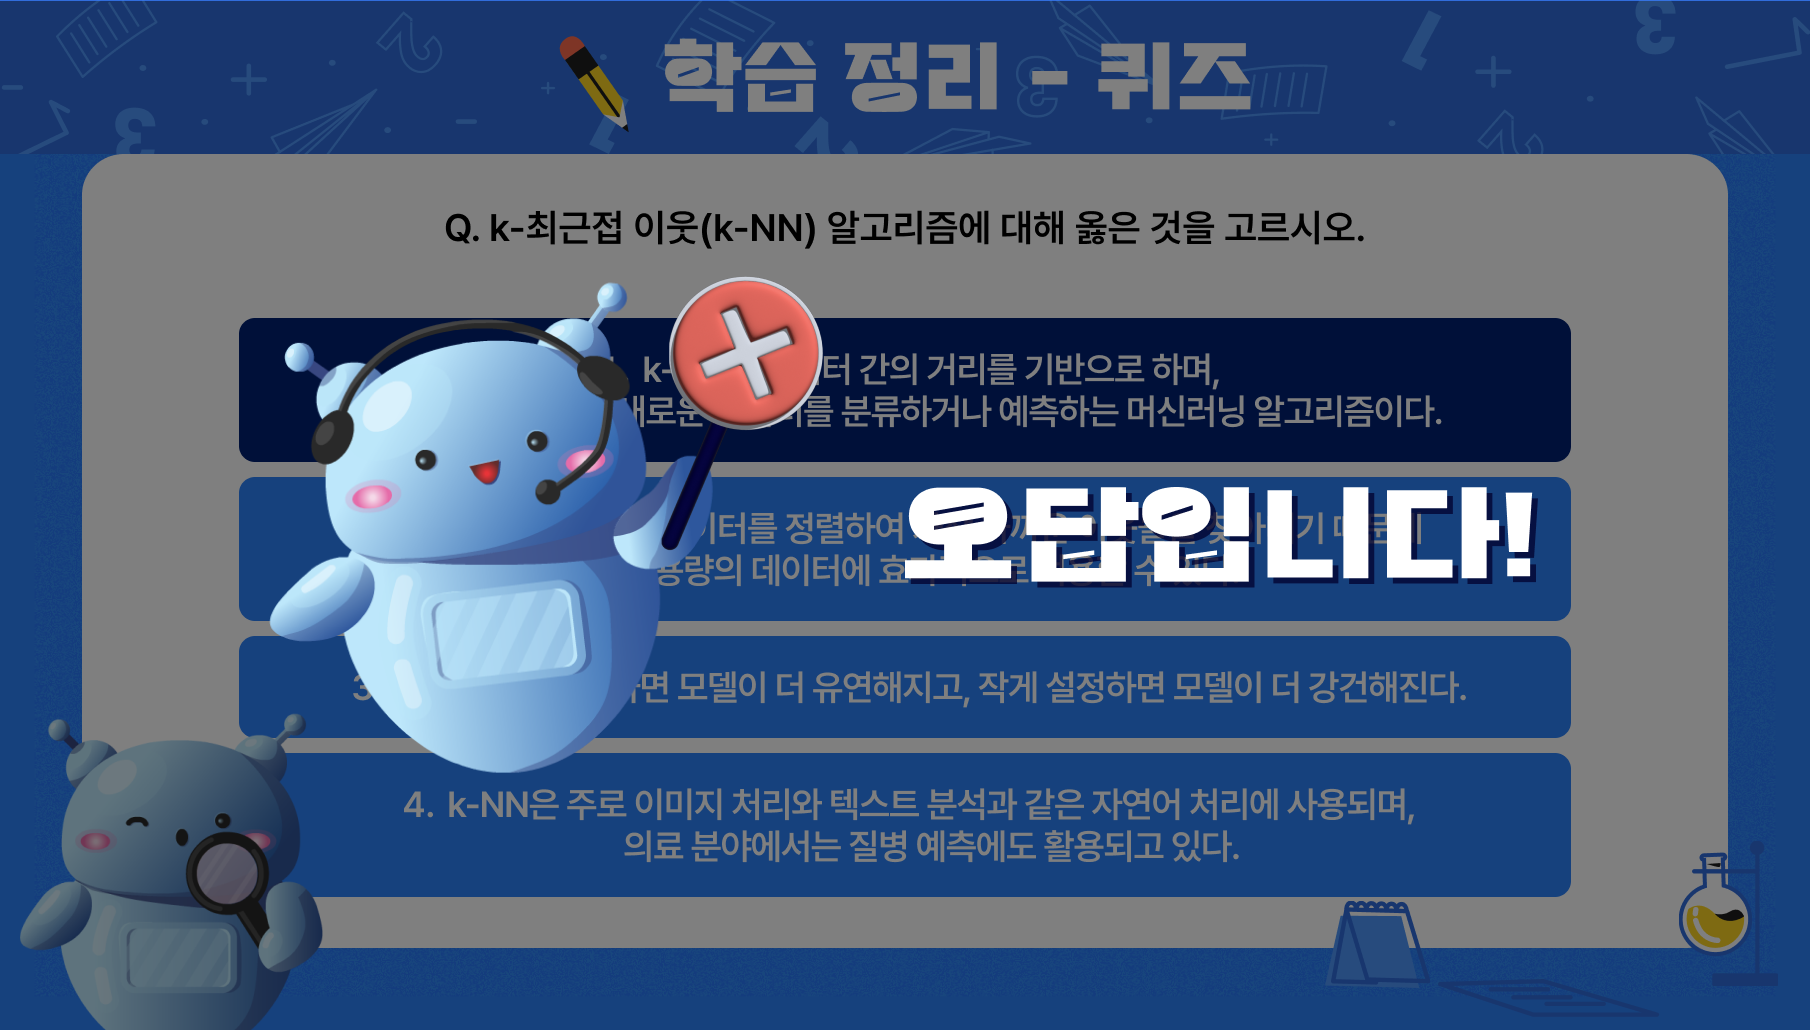 학습 정리 - 퀴즈
Q. k-최근접 이웃(k-NN) 알고리즘에 대해 옳은 것을 고르시오.
간의 거리를 기반으로 하며,
분류하거나 예측하는 머신러닝 알고리즘이다.
정렬하여
데이터에
오답입니다!
모델이 더 유연해지고, 작게 설정하면 모델이 더 강건해진다.
4. k-NN은 주로 이미지 처리와 텍스트 분석과 같은 자연어 처리에 사용되며,
의료 분야에서는 질병 예측에도 활용되고 있다.